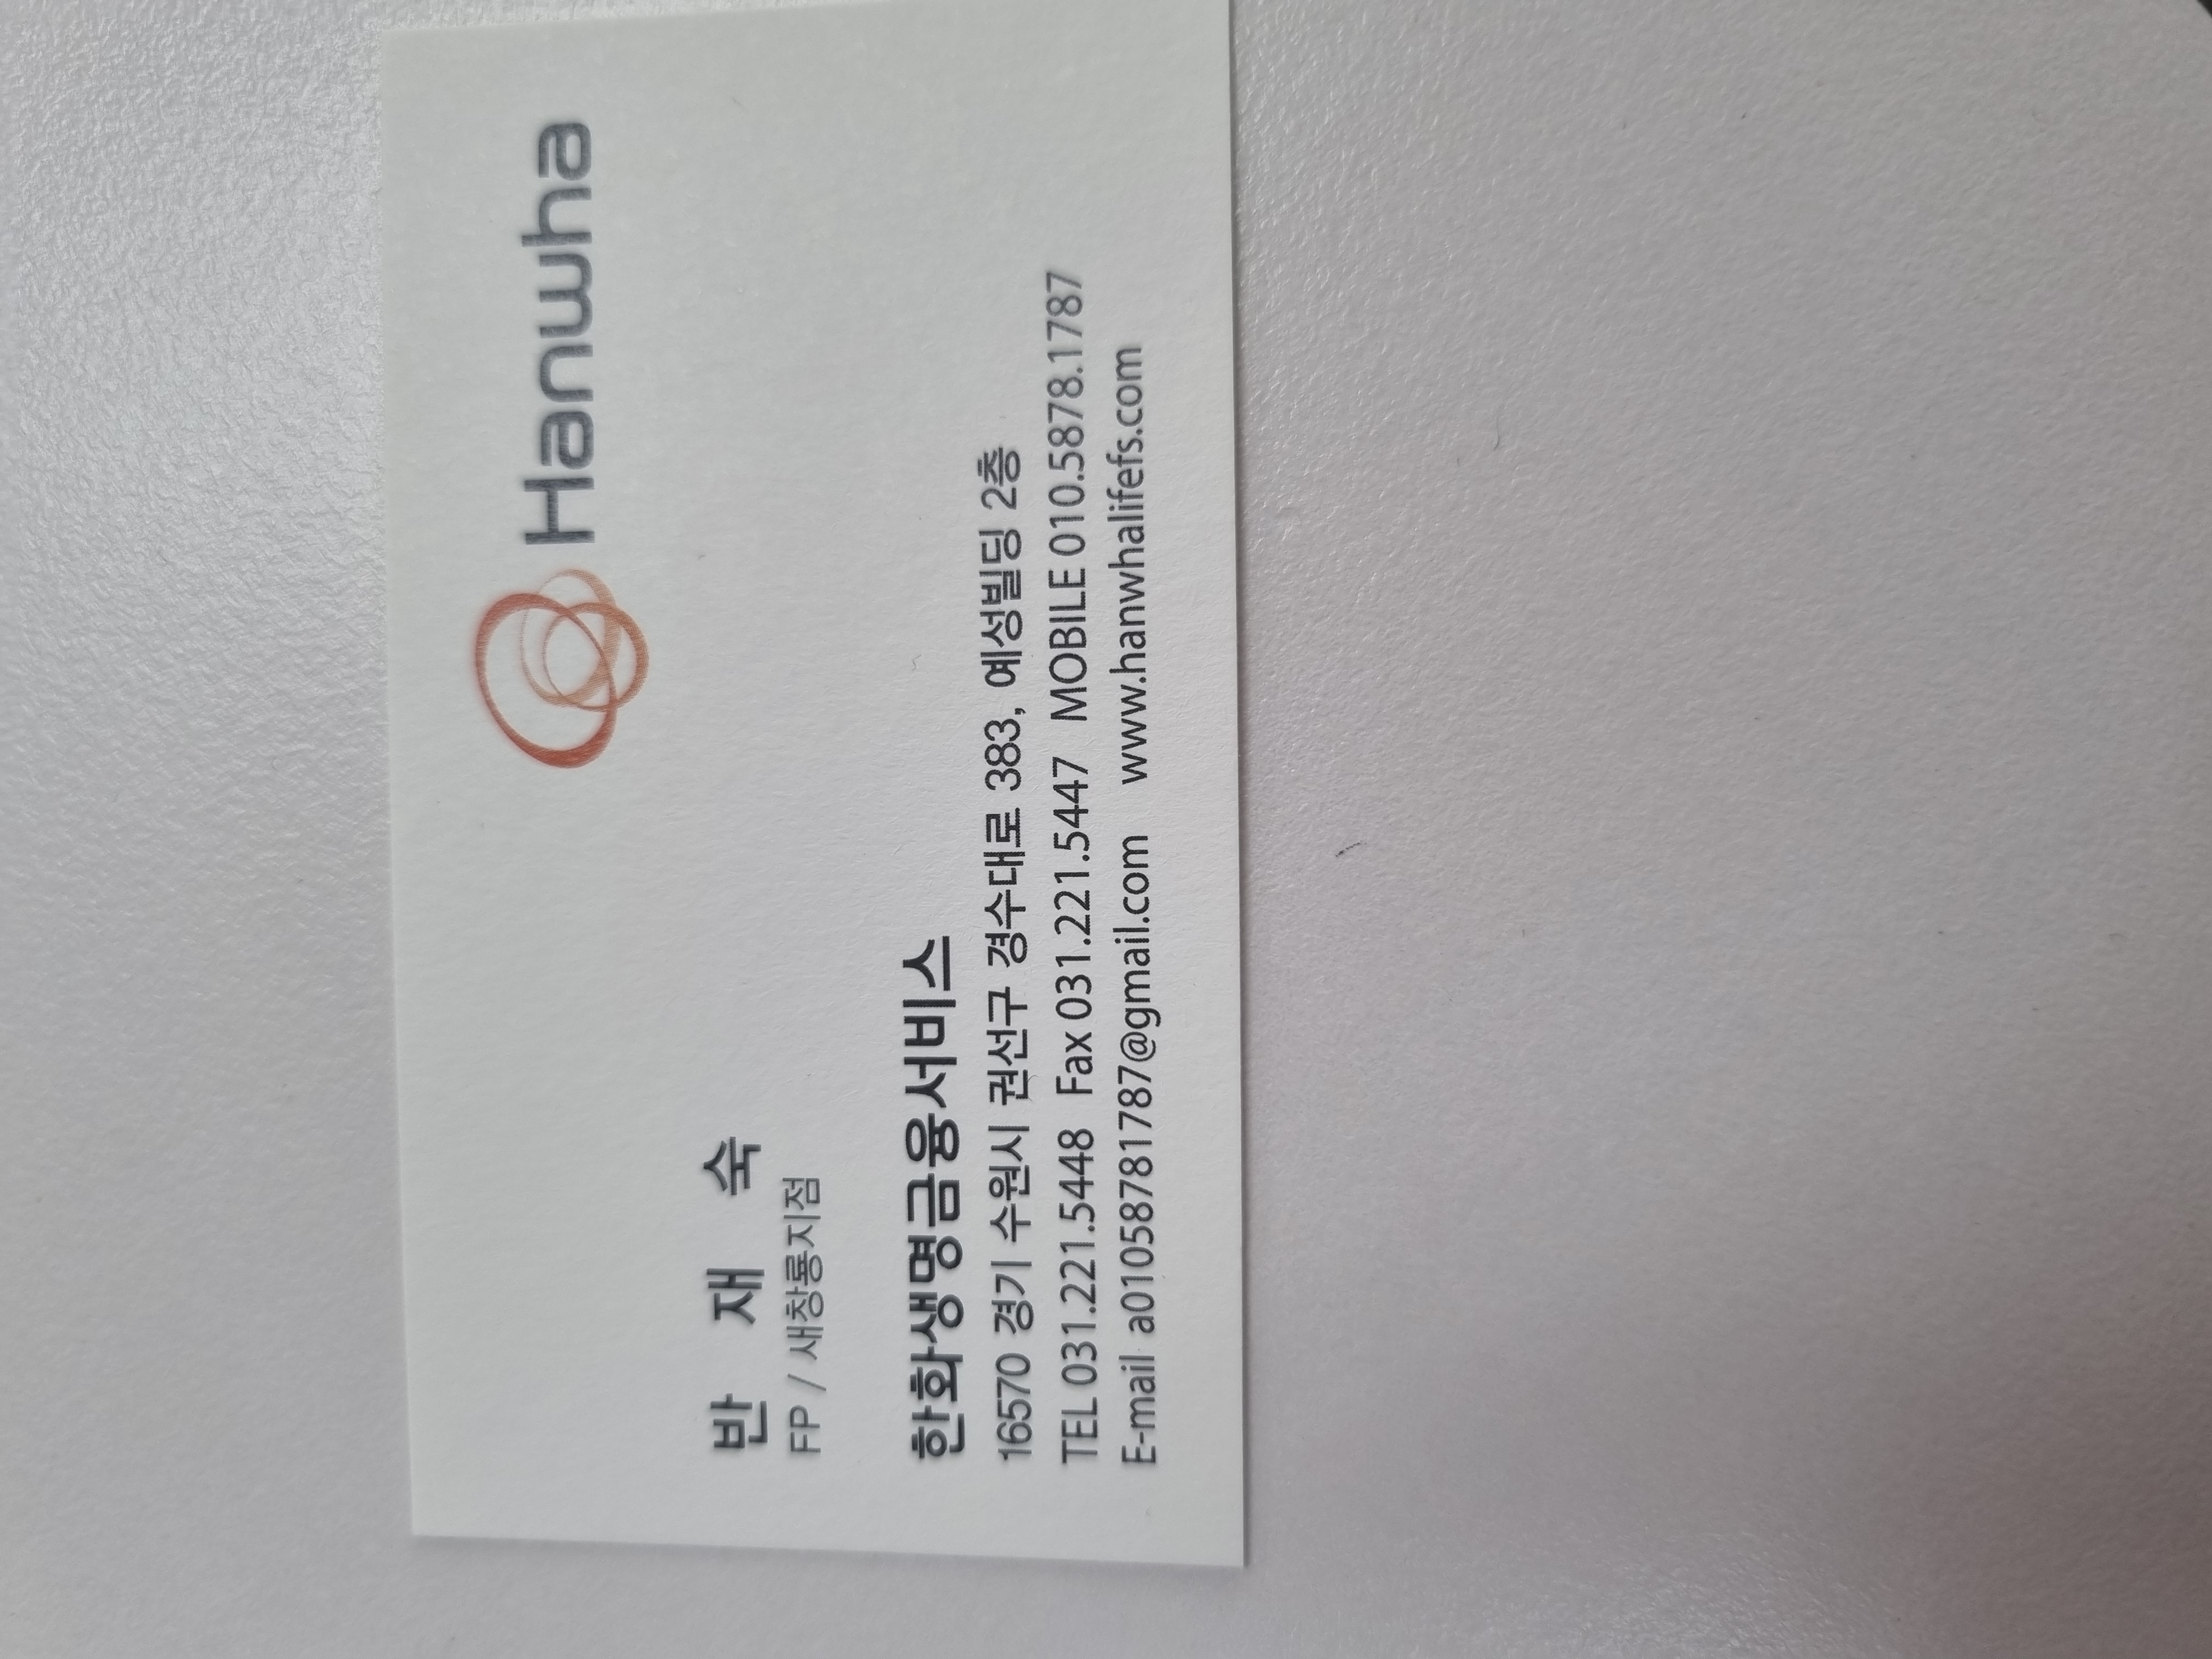 Hanwha
반 재 숙
FP / 새창룡지점
한화생명금융서비스
16570 경기 수원시 권선구 경수대로 383, 예성빌딩 2층
TEL 031.221.5448 Fax 031.221.5447 MOBILE 010.5878.1787
E-mail a01058781787@gmail.com www.hanwhalifefs.com